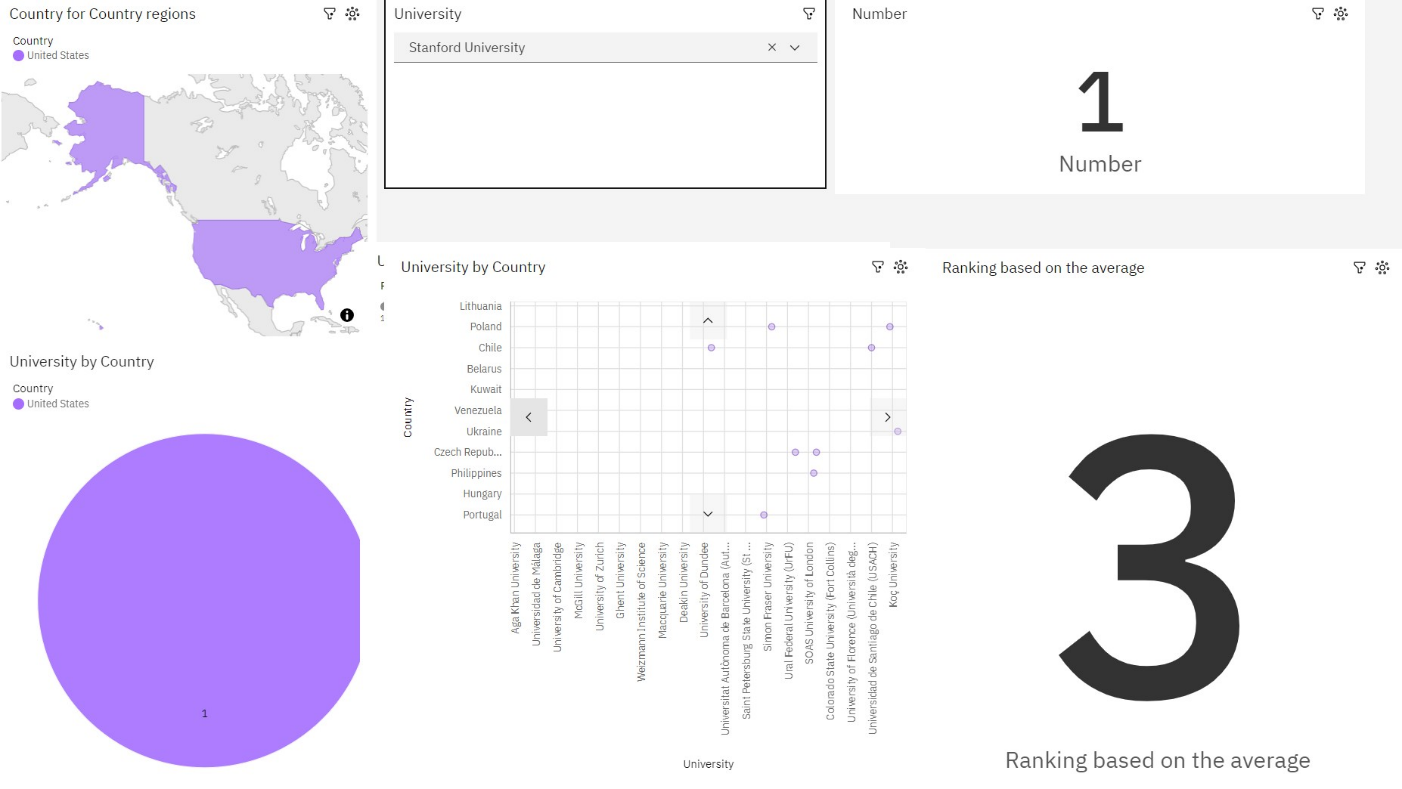 Country for Country regions
Country
United States
University
Stanford University
Number
1
Number
University by Country
Country
United States
1
University by Country
Country
Lithuania
Poland
Chile
Belarus
Kuwait
Venezuela
Ukraine
Czech Repub...
Philippines
Hungary
Portugal
Aga Khan University
Universidad de Málaga
University of Cambridge
McGill University
University of Zurich
Ghent University
Weizmann Institute of Science
Macquarie University
Deakin University
University of Dundee
Universitat Autònoma de Barcelona (Aut...
Saint Petersburg State University (St ...
Simon Fraser University
Ural Federal University (UrFU)
SOAS University of London
Colorado State University (Fort Collins)
University of Florence (Università deg...
Universidad de Santiago de Chile (USACH)
Koç University
University
Ranking based on the average
3
Ranking based on the average